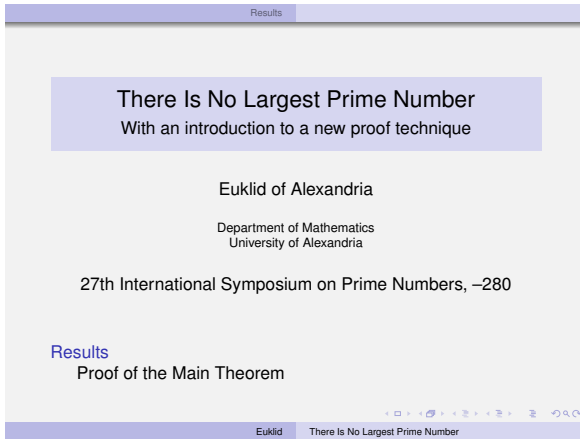 Results
There Is No Largest Prime Number
With an introduction to a new proof technique
Euklid of Alexandria
Department of Mathematics
University of Alexandria
27th International Symposium on Prime Numbers, –280
Results
Proof of the Main Theorem
Euklid There Is No Largest Prime Number